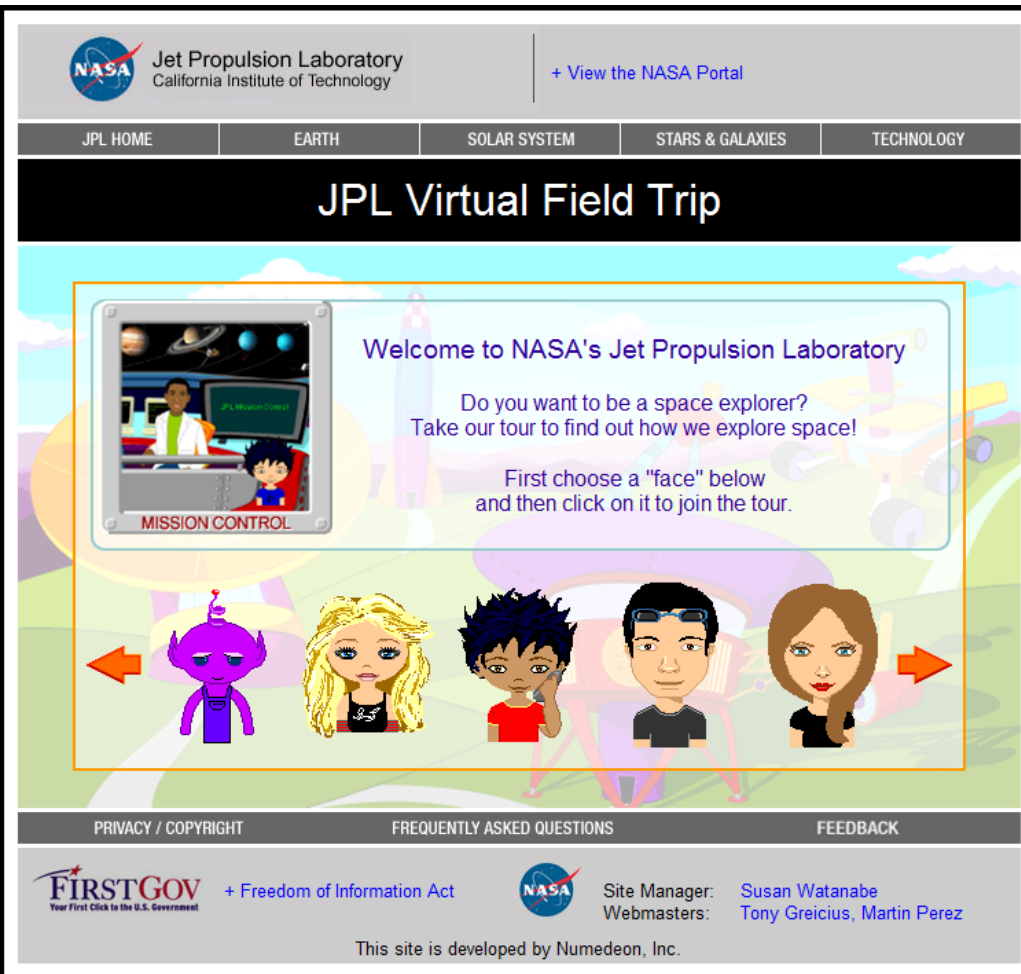 NASA
Jet Propulsion Laboratory
California Institute of Technology
+ View the NASA Portal
JPL HOME
EARTH
SOLAR SYSTEM
STARS & GALAXIES
TECHNOLOGY
JPL Virtual Field Trip
JPL Mission Control
MISSION CONTROL
Welcome to NASA's Jet Propulsion Laboratory
Do you want to be a space explorer?
Take our tour to find out how we explore space!
First choose a "face" below
and then click on it to join the tour.
PRIVACY / COPYRIGHT
FREQUENTLY ASKED QUESTIONS
FEEDBACK
FIRSTGOV
Your First Click to the U.S. Government
+ Freedom of Information Act
NASA
Site Manager: Susan Watanabe
Webmasters: Tony Greicius, Martin Perez
This site is developed by Numedeon, Inc.